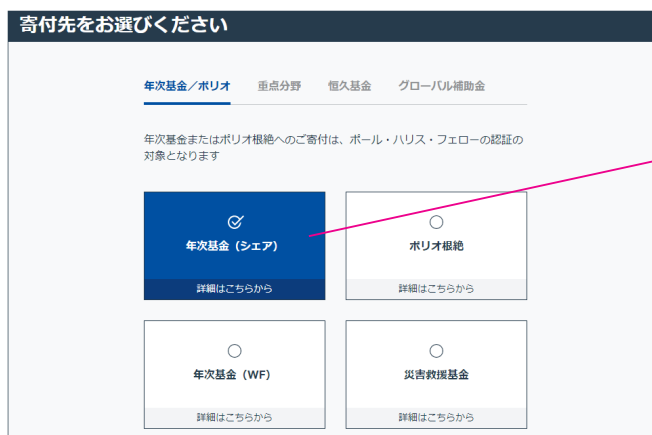 寄付先をお選びください
年次基金／ポリオ 重点分野 恒久基金 グローバル補助金
年次基金またはポリオ根絶へのご寄付は、ポール・ハリス・フェローの認証の
対象となります
年次基金（シェア） ポリオ根絶
詳細はこちらから 詳細はこちらから
年次基金（WF） 災害救援基金
詳細はこちらから 詳細はこちらから